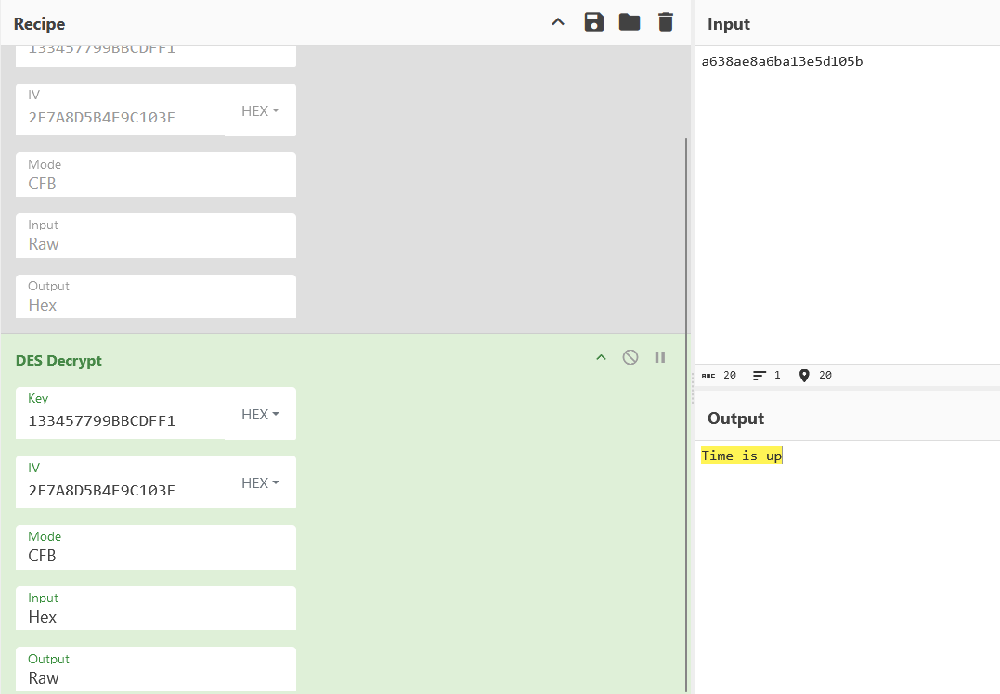 Recipe
133457799BBCDFF1
IV
2F7A8D5B4E9C103F
HEX
Mode
CFB
Input
Raw
Output
Hex
DES Decrypt
Key
133457799BBCDFF1
HEX
IV
2F7A8D5B4E9C103F
HEX
Mode
CFB
Input
Hex
Output
Raw
Input
a638ae8a6ba13e5d105b
ABC 20 1 20
Output
Time is up